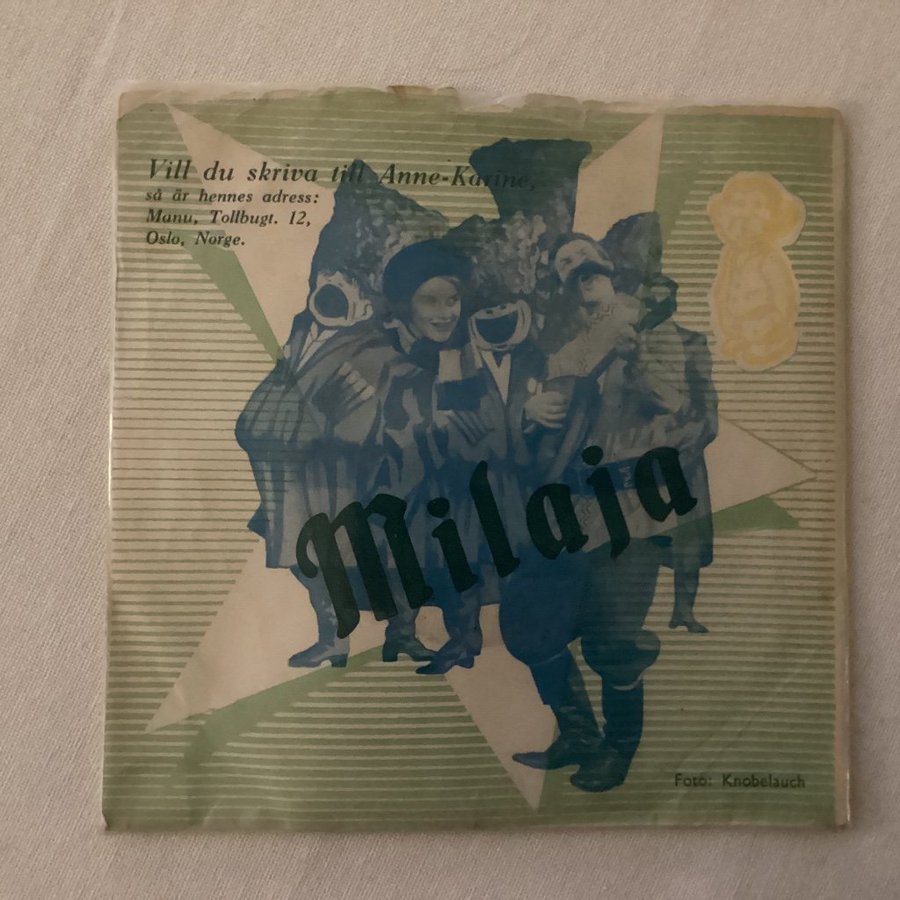 Vill du skriva till Anne-Karine,
så är hennes adress:
Manu, Tollbugt. 12,
Oslo, Norge.
Milaja
Foto: Knobelauch